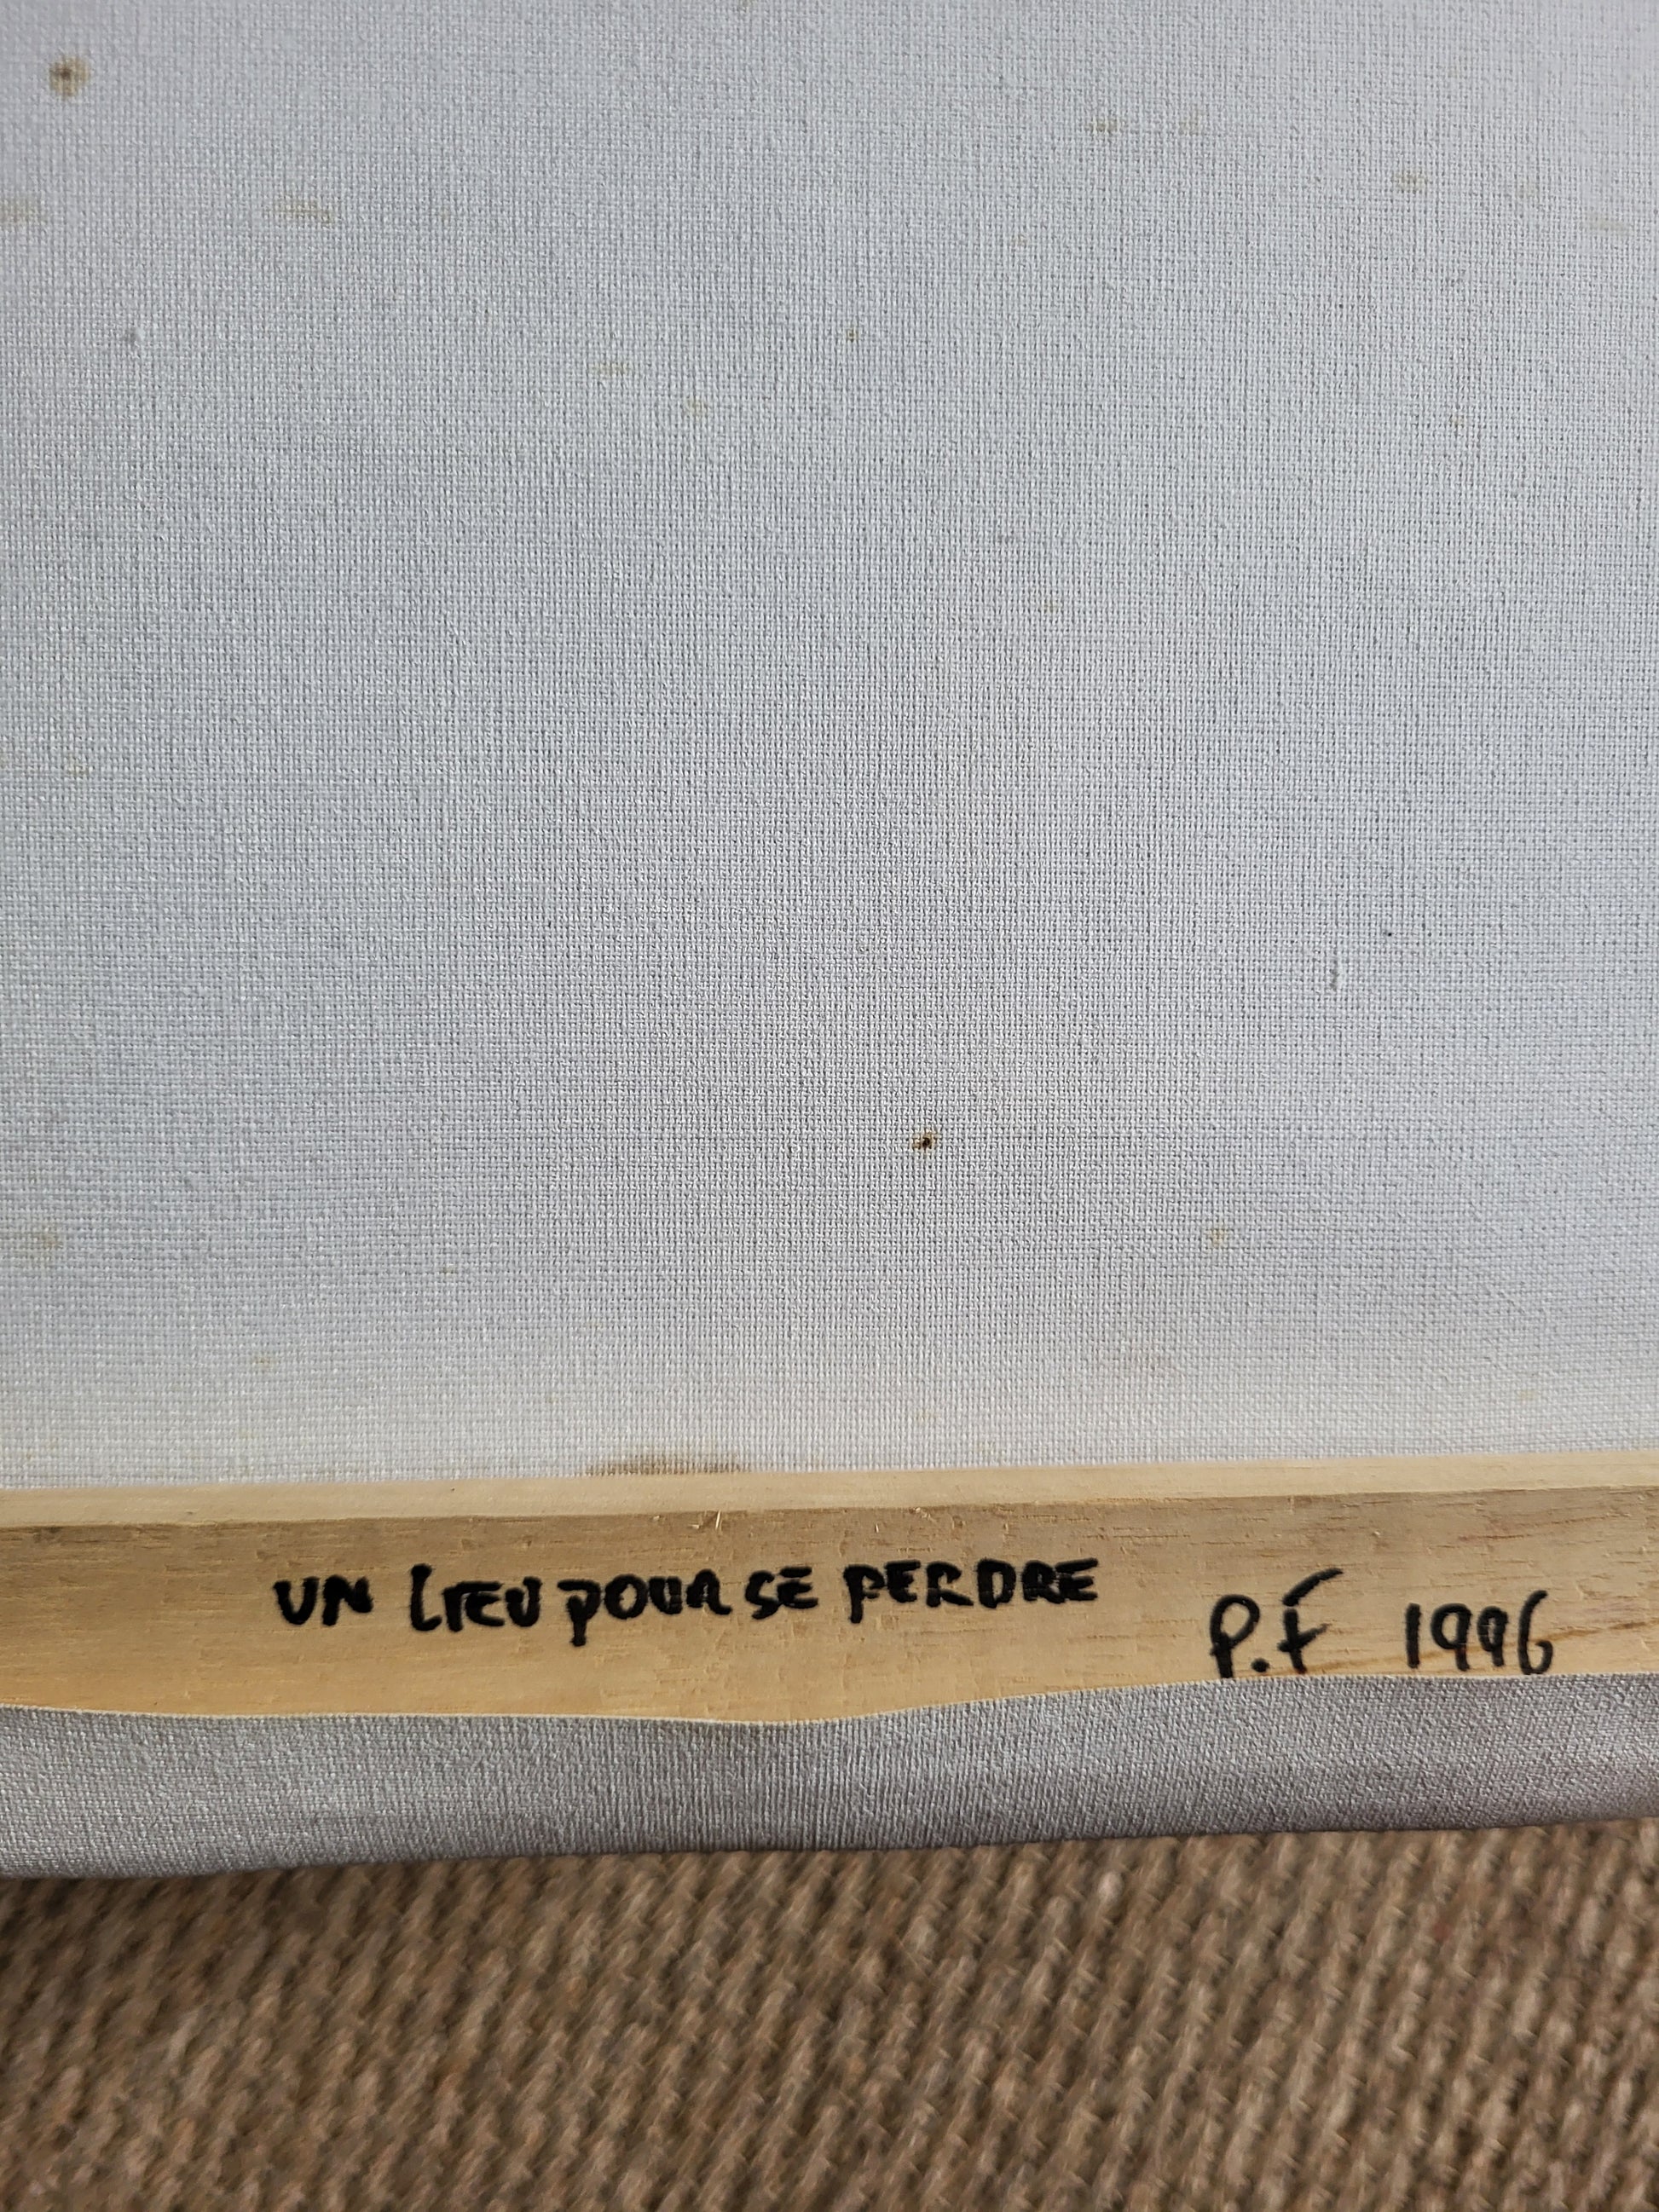 UN LIEU POUR SE PERDRE
P.F 1996